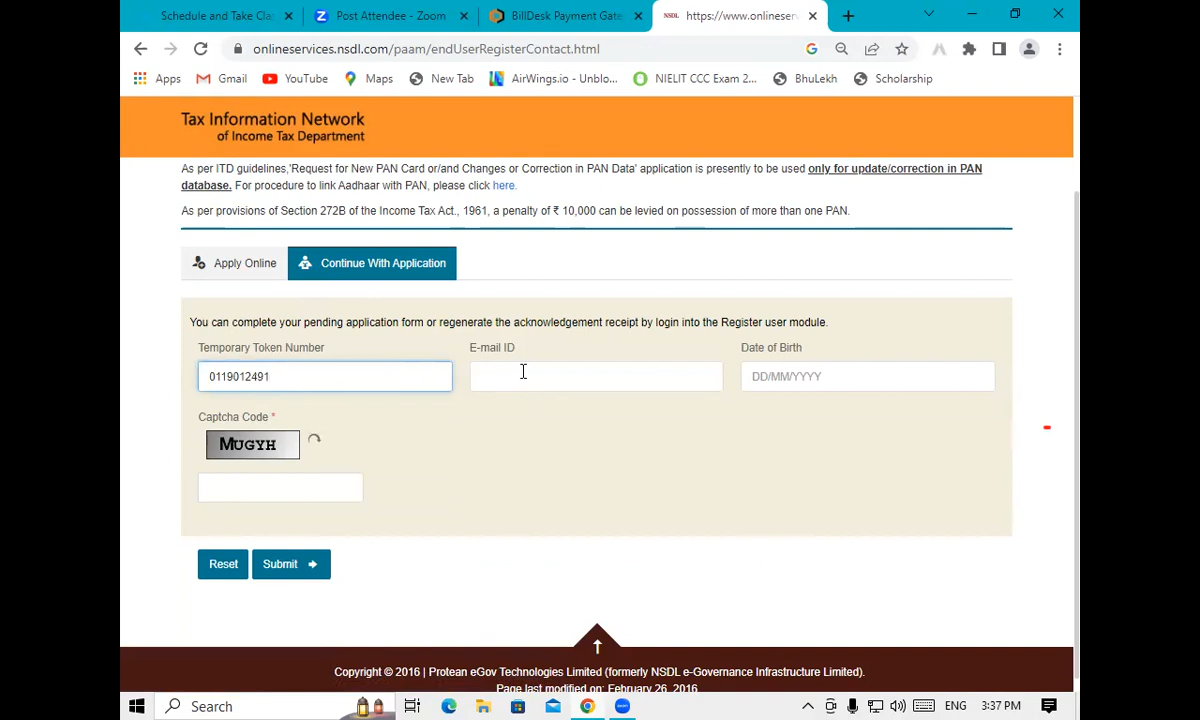 Schedule and Take Clas
Post Attendee - Zoom
BillDesk Payment Gate
NSDL https://www.onlineserv
onlineservices.nsdl.com/paam/endUserRegisterContact.html
Apps Gmail YouTube Maps New Tab AirWings.io - Unblo... NIELIT CCC Exam 2... BhuLekh Scholarship
Tax Information Network
of Income Tax Department
As per ITD guidelines,'Request for New PAN Card or/and Changes or Correction in PAN Data' application is presently to be used only for update/correction in PAN
database. For procedure to link Aadhaar with PAN, please click here.
As per provisions of Section 272B of the Income Tax Act., 1961, a penalty of ₹ 10,000 can be levied on possession of more than one PAN.
Apply Online Continue With Application
You can complete your pending application form or regenerate the acknowledgement receipt by login into the Register user module.
Temporary Token Number E-mail ID Date of Birth
0119012491 DD/MM/YYYY
Captcha Code *
MUGYH
Reset Submit
Copyright © 2016 | Protean eGov Technologies Limited (formerly NSDL e-Governance Infrastructure Limited).
Page last modified on: February 26, 2016
Search ENG 3:37 PM